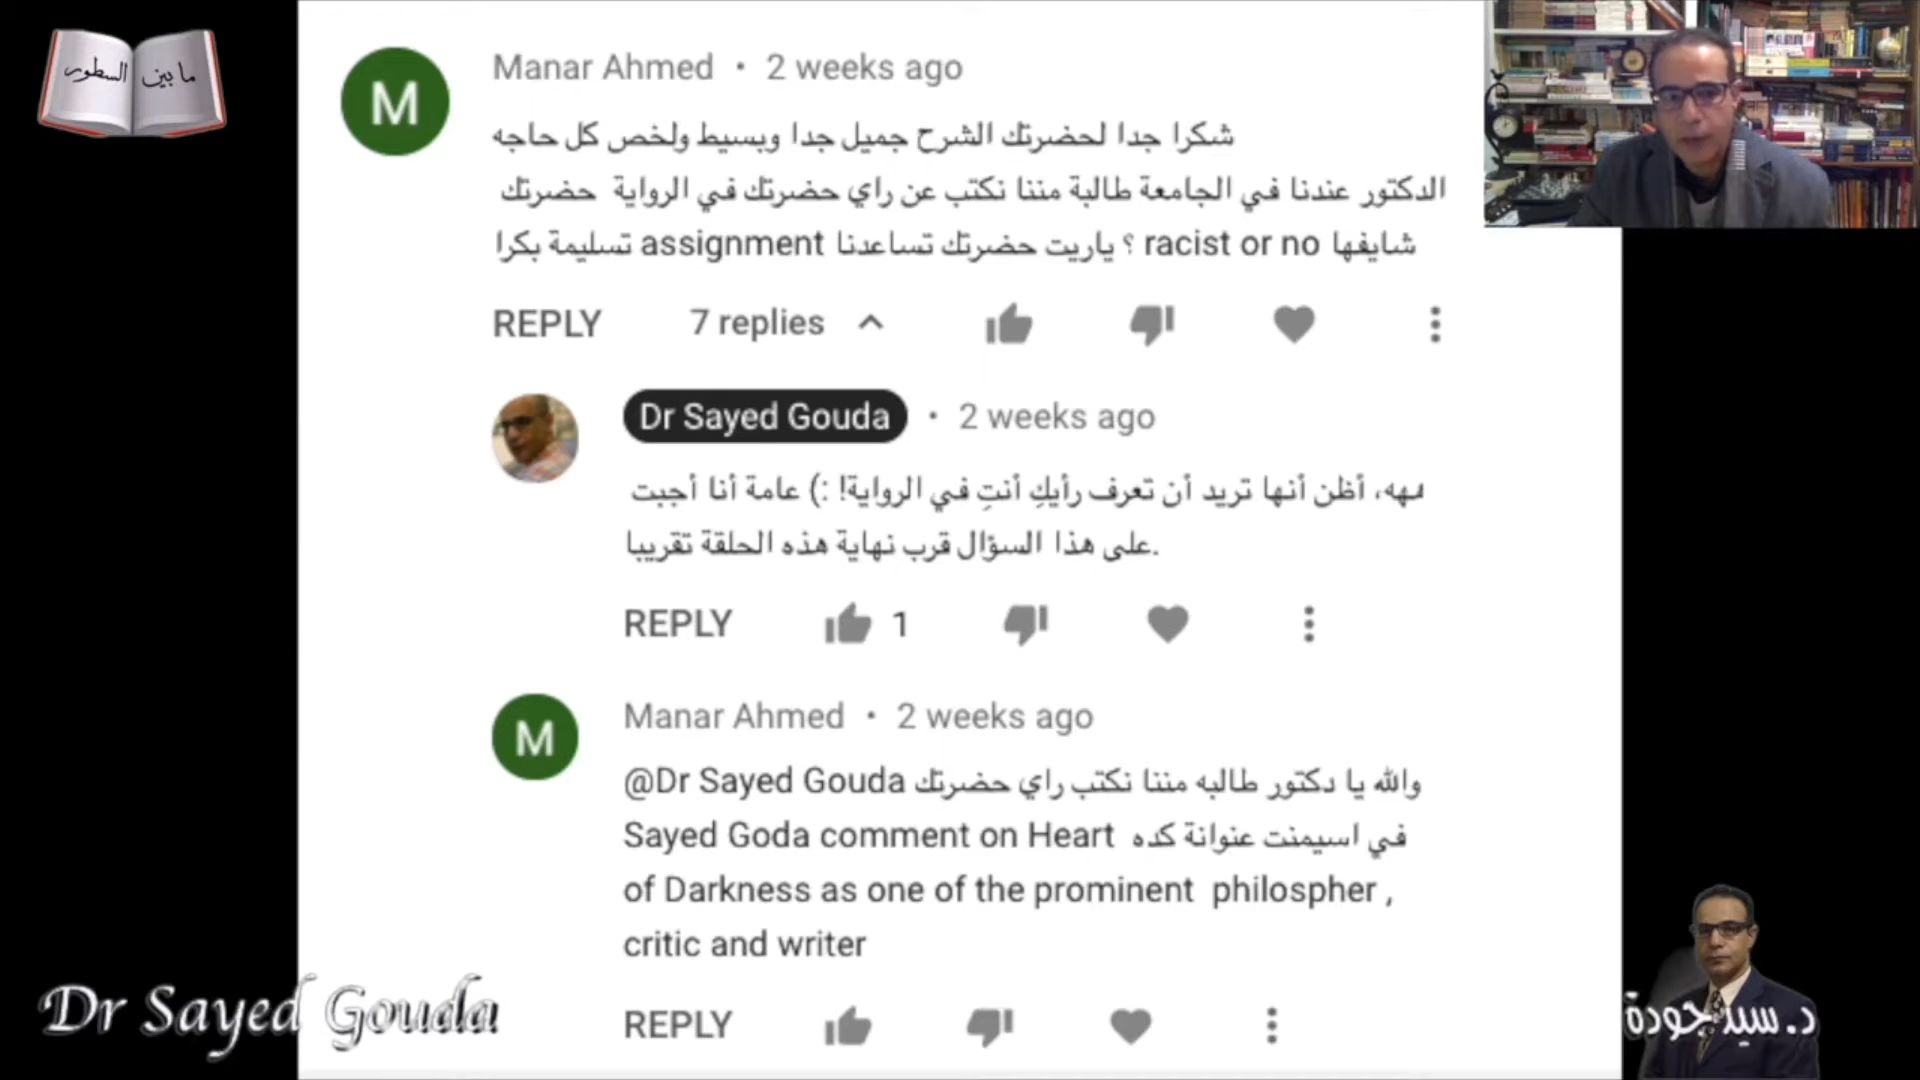 ما بين السطور
Manar Ahmed • 2 weeks ago
M
شكرا جدا لحضرتك الشرح جميل جدا وبسيط ولخص كل حاجه
الدكتور عندنا في الجامعة طالبة مننا نكتب عن راي حضرتك في الرواية حضرتك
شايفها racist or no ؟ ياريت حضرتك تساعدنا assignment تسليمة بكرا
REPLY 7 replies
Dr Sayed Gouda • 2 weeks ago
ههه، أظن أنها تريد أن تعرف رأيكِ أنتِ في الرواية! :) عامة أنا أجبت
على هذا السؤال قرب نهاية هذه الحلقة تقريبا.
REPLY 1
Manar Ahmed • 2 weeks ago
M
@Dr Sayed Gouda والله يا دكتور طالبه مننا نكتب راي حضرتك
في اسيمنت عنوانة كده Sayed Goda comment on Heart
of Darkness as one of the prominent philospher ,
critic and writer
REPLY
Dr Sayed Gouda
د. سيد جودة